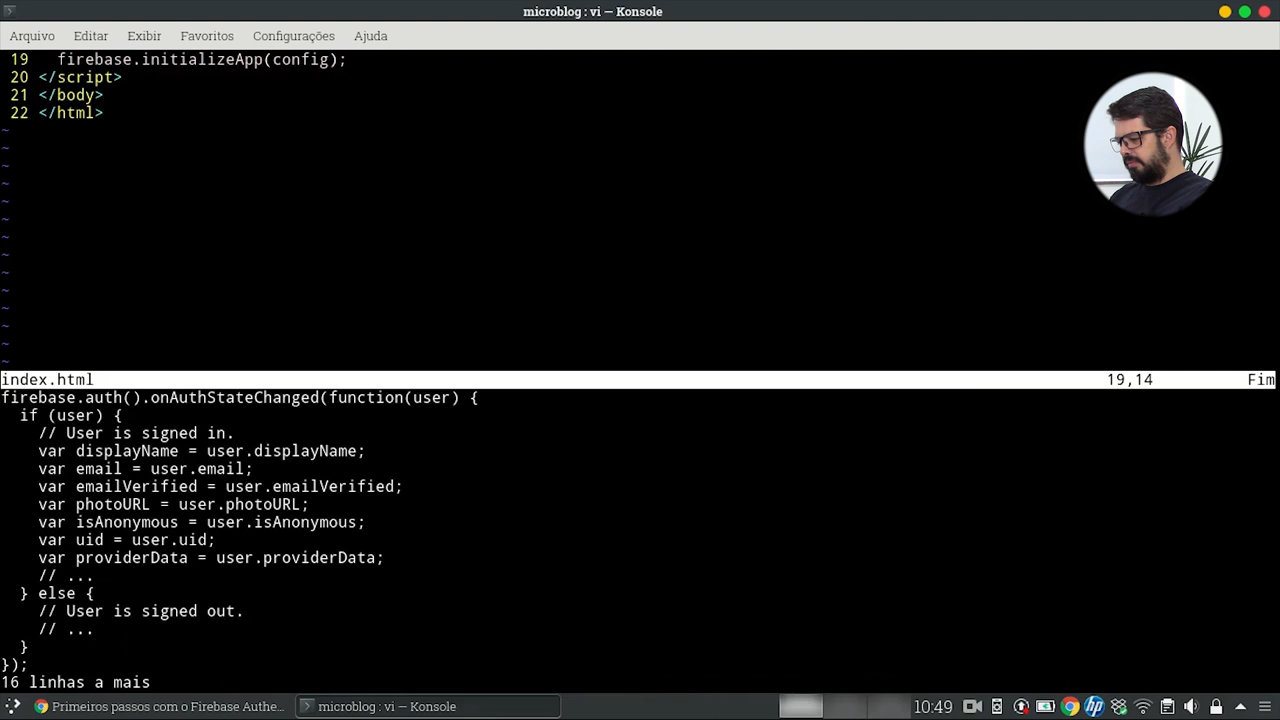 microblog : vi — Konsole
Arquivo Editar Exibir Favoritos Configurações Ajuda
19 firebase.initializeApp(config);
20 </script>
21 </body>
22 </html>
~
~
~
~
~
~
~
~
~
~
~
~
~
~
index.html 19,14 Fim
firebase.auth().onAuthStateChanged(function(user) {
if (user) {
// User is signed in.
var displayName = user.displayName;
var email = user.email;
var emailVerified = user.emailVerified;
var photoURL = user.photoURL;
var isAnonymous = user.isAnonymous;
var uid = user.uid;
var providerData = user.providerData;
// ...
} else {
// User is signed out.
// ...
}
});
16 linhas a mais
Primeiros passos com o Firebase Authe... microblog : vi — Konsole 10:49 hp